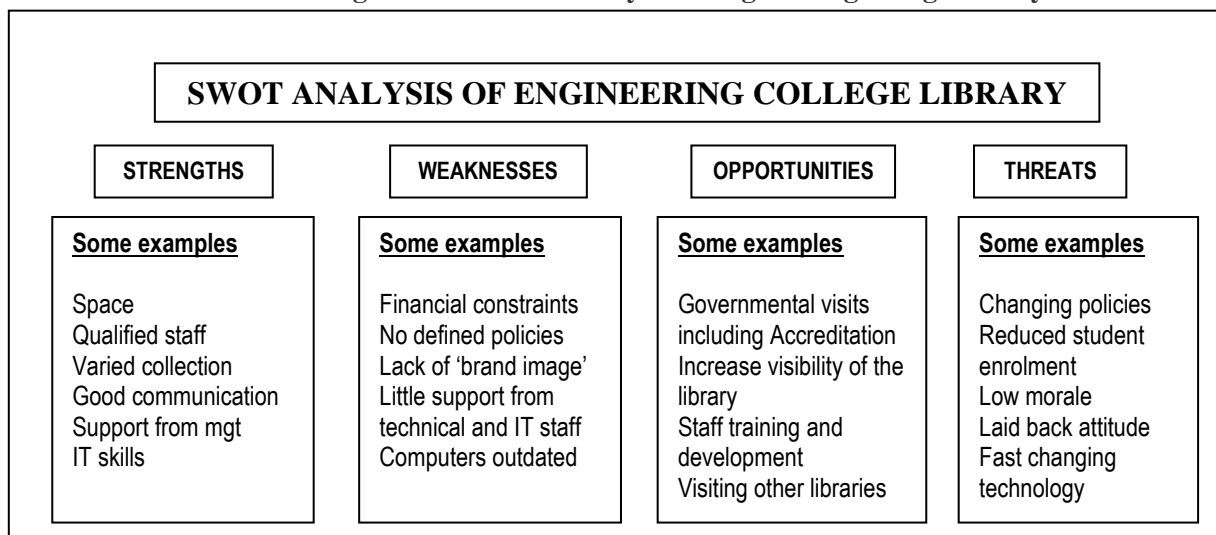 SWOT ANALYSIS OF ENGINEERING COLLEGE LIBRARY
STRENGTHS
Some examples
Space
Qualified staff
Varied collection
Good communication
Support from mgt
IT skills
WEAKNESSES
Some examples
Financial constraints
No defined policies
Lack of ‘brand image’
Little support from
technical and IT staff
Computers outdated
OPPORTUNITIES
Some examples
Governmental visits
including Accreditation
Increase visibility of the
library
Staff training and
development
Visiting other libraries
THREATS
Some examples
Changing policies
Reduced student
enrolment
Low morale
Laid back attitude
Fast changing
technology